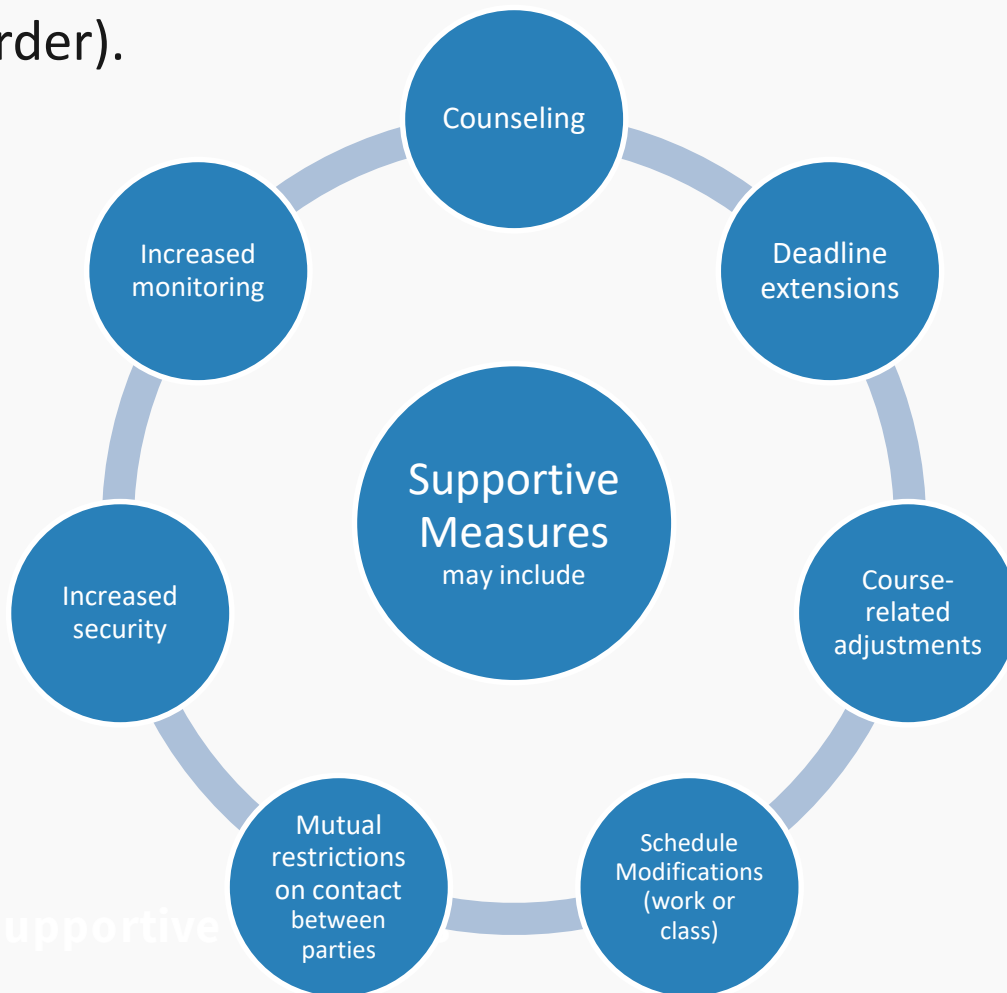 rder).
Counseling
Deadline
extensions
Course-
related
adjustments
Schedule
Modifications
(work or
class)
Mutual
restrictions
on contact
between
parties
Increased
security
Increased
monitoring
Supportive
Measures
may include
upportive